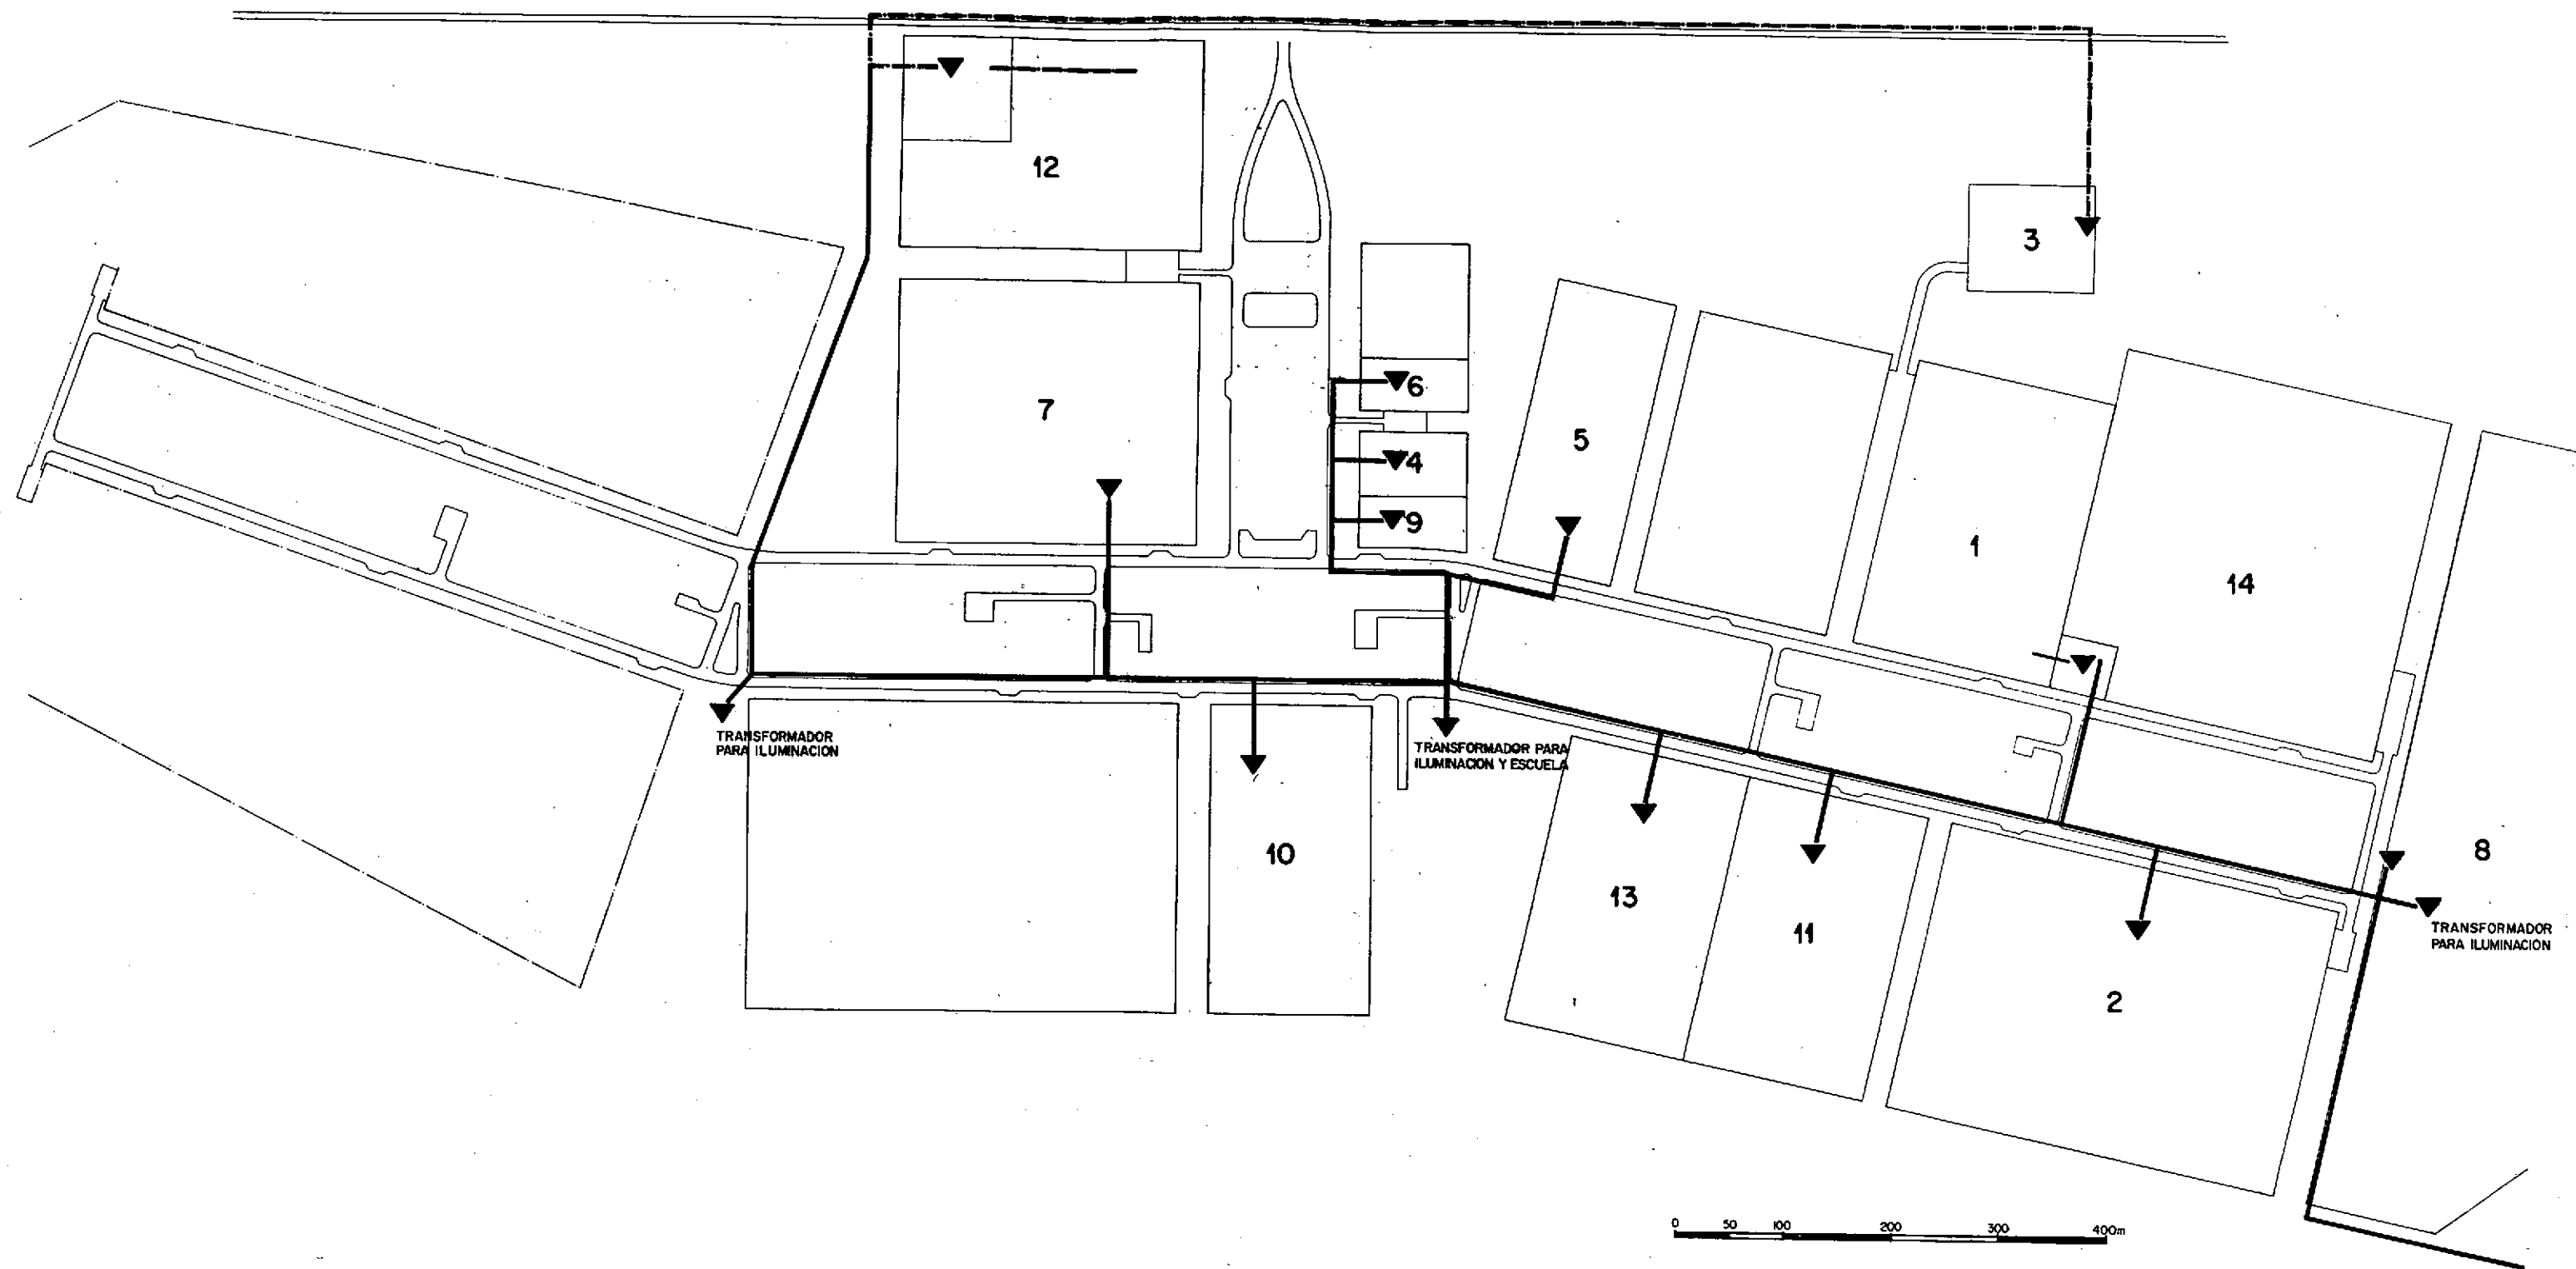 12
3
6
7
4
5
9
1
14
TRANSFORMADOR
PARA ILUMINACION
TRANSFORMADOR PARA
ILUMINACION Y ESCUELA
10
13
11
8
2
TRANSFORMADOR
PARA ILUMINACION
0 50 100 200 300 400m